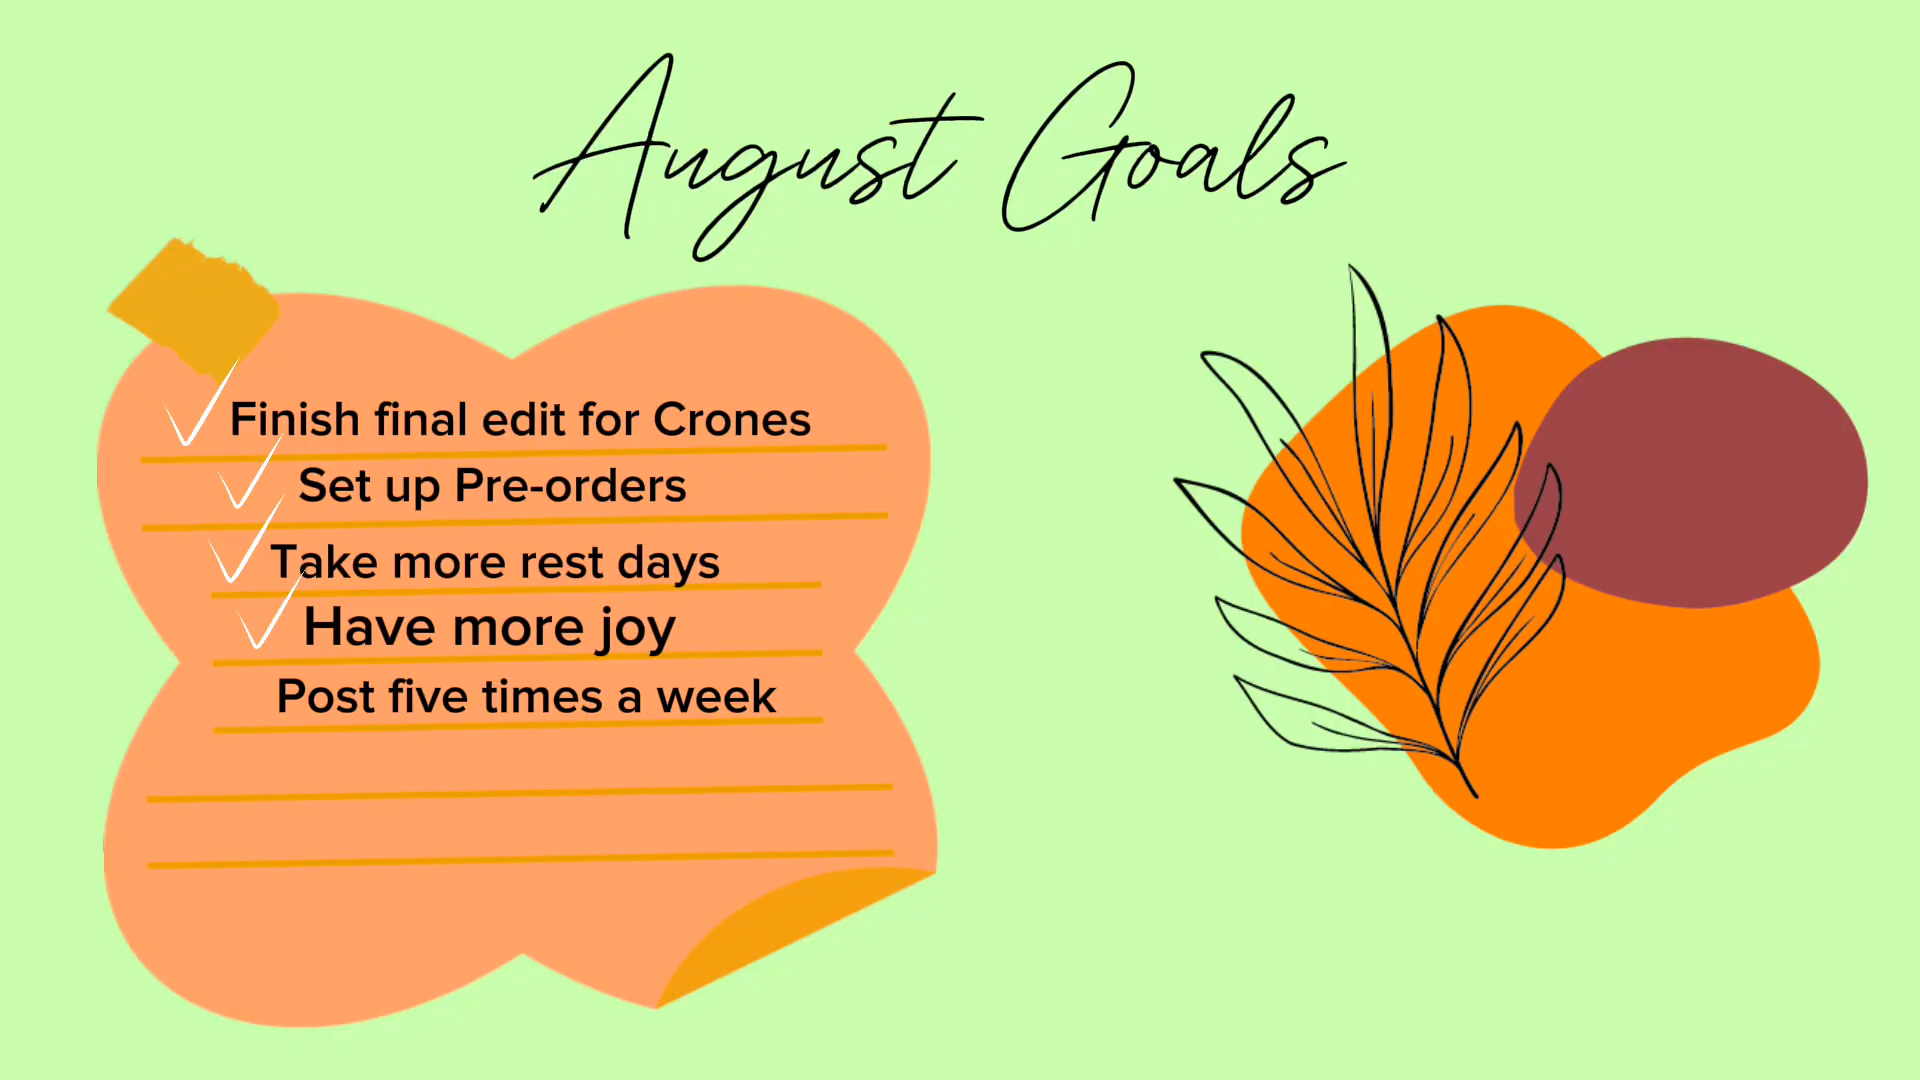 August Goals
Finish final edit for Crones
Set up Pre-orders
Take more rest days
Have more joy
Post five times a week